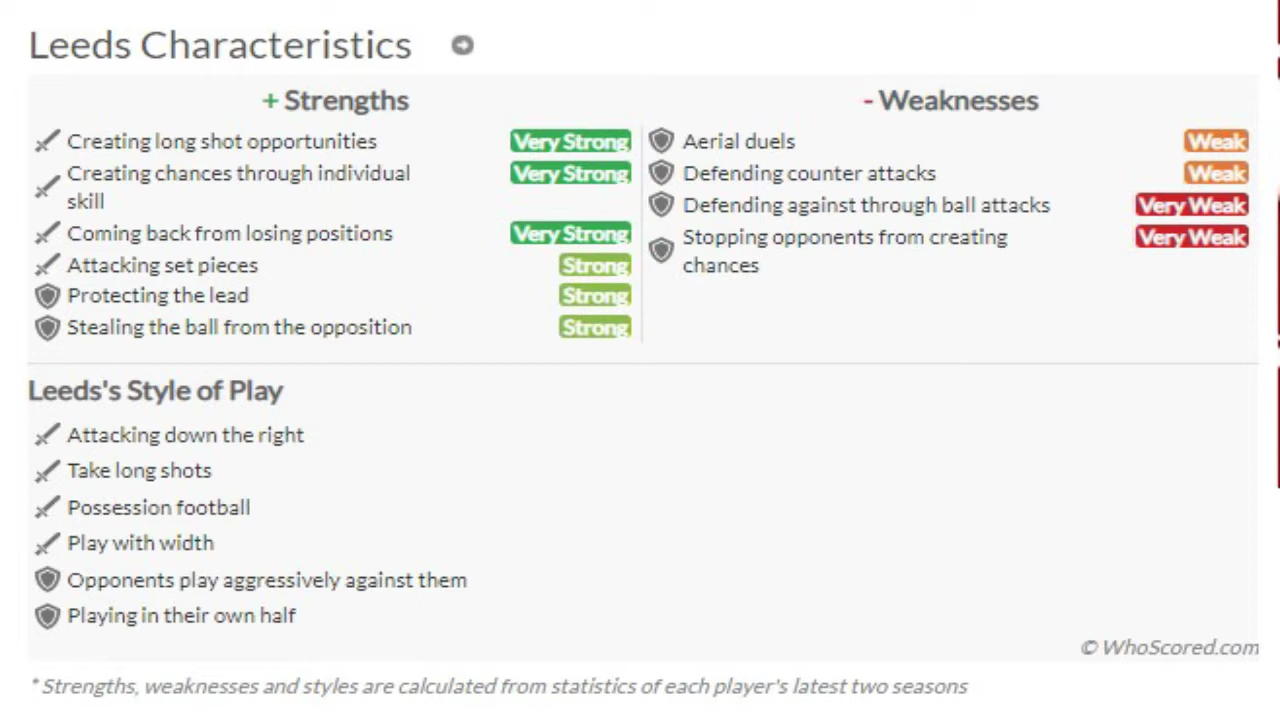 Leeds Characteristics
+ Strengths
Creating long shot opportunities Very Strong
Creating chances through individual
skill Very Strong
Coming back from losing positions Very Strong
Attacking set pieces Strong
Protecting the lead Strong
Stealing the ball from the opposition Strong
- Weaknesses
Aerial duels Weak
Defending counter attacks Weak
Defending against through ball attacks Very Weak
Stopping opponents from creating
chances Very Weak
Leeds's Style of Play
Attacking down the right
Take long shots
Possession football
Play with width
Opponents play aggressively against them
Playing in their own half
© WhoScored.com
* Strengths, weaknesses and styles are calculated from statistics of each player's latest two seasons